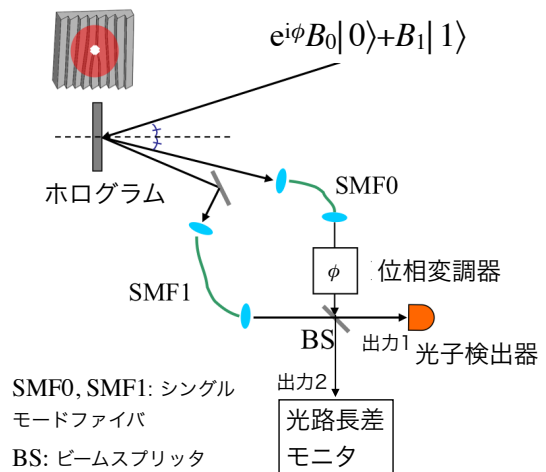 e^{iϕ}B₀|0⟩+B₁|1⟩
ホログラム
SMF0
ϕ
位相変調器
SMF1
BS
出力1
光子検出器
出力2
光路長差
モニタ
SMF0, SMF1: シングル
モードファイバ
BS: ビームスプリッタ